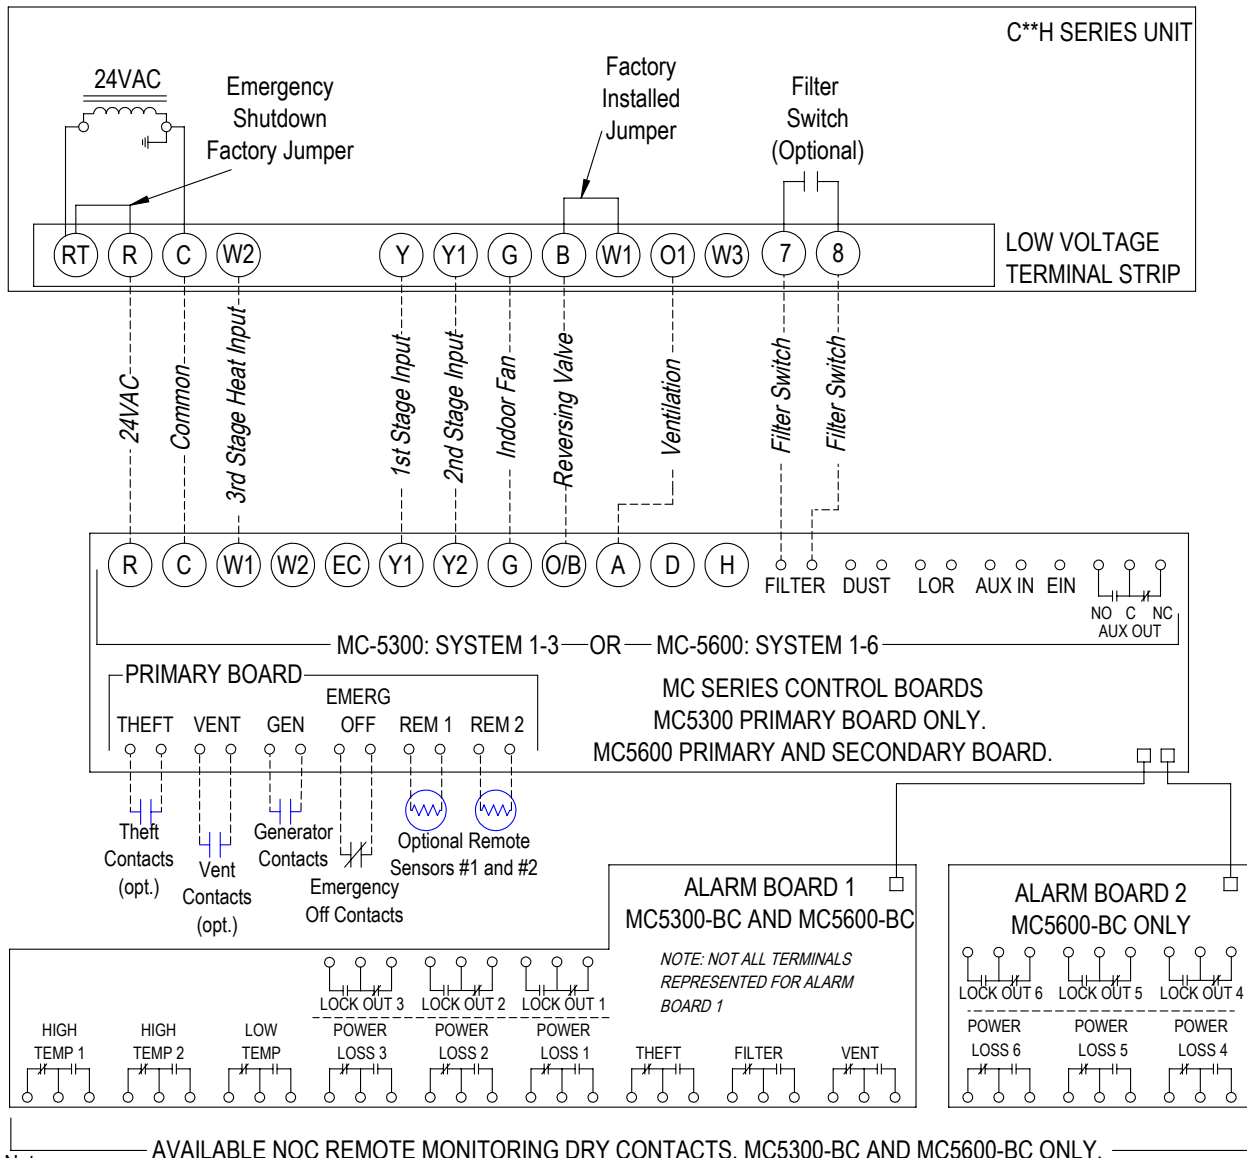 C**H SERIES UNIT
24VAC
Emergency
Shutdown
Factory Jumper
Factory
Installed
Jumper
Filter
Switch
(Optional)
RT R C W2 Y Y1 G B W1 O1 W3 7 8
LOW VOLTAGE
TERMINAL STRIP
24VAC
Common
3rd Stage Heat Input
1st Stage Input
2nd Stage Input
Indoor Fan
Reversing Valve
Ventilation
Filter Switch
Filter Switch
R C W1 W2 EC Y1 Y2 G O/B A D H
FILTER DUST LOR AUX IN EIN
NO C NC
AUX OUT
MC-5300: SYSTEM 1-3 OR MC-5600: SYSTEM 1-6
PRIMARY BOARD
MC SERIES CONTROL BOARDS
MC5300 PRIMARY BOARD ONLY.
MC5600 PRIMARY AND SECONDARY BOARD.
EMERG
THEFT VENT GEN OFF REM 1 REM 2
Theft
Contacts
(opt.)
Vent
Contacts
(opt.)
Generator
Contacts
Emergency
Off Contacts
Optional Remote
Sensors #1 and #2
ALARM BOARD 1
MC5300-BC AND MC5600-BC
NOTE: NOT ALL TERMINALS
REPRESENTED FOR ALARM
BOARD 1
ALARM BOARD 2
MC5600-BC ONLY
LOCK OUT 3 LOCK OUT 2 LOCK OUT 1
LOCK OUT 6 LOCK OUT 5 LOCK OUT 4
HIGH HIGH LOW POWER POWER POWER
TEMP 1 TEMP 2 TEMP LOSS 3 LOSS 2 LOSS 1 THEFT FILTER VENT
POWER POWER POWER
LOSS 6 LOSS 5 LOSS 4
AVAILABLE NOC REMOTE MONITORING DRY CONTACTS. MC5300-BC AND MC5600-BC ONLY.